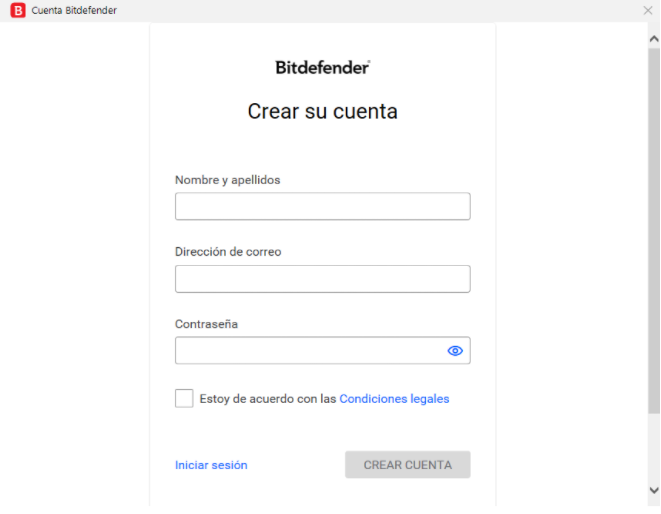 B Cuenta Bitdefender
Bitdefender
Crear su cuenta
Nombre y apellidos
Dirección de correo
Contraseña
Estoy de acuerdo con las Condiciones legales
Iniciar sesión
CREAR CUENTA